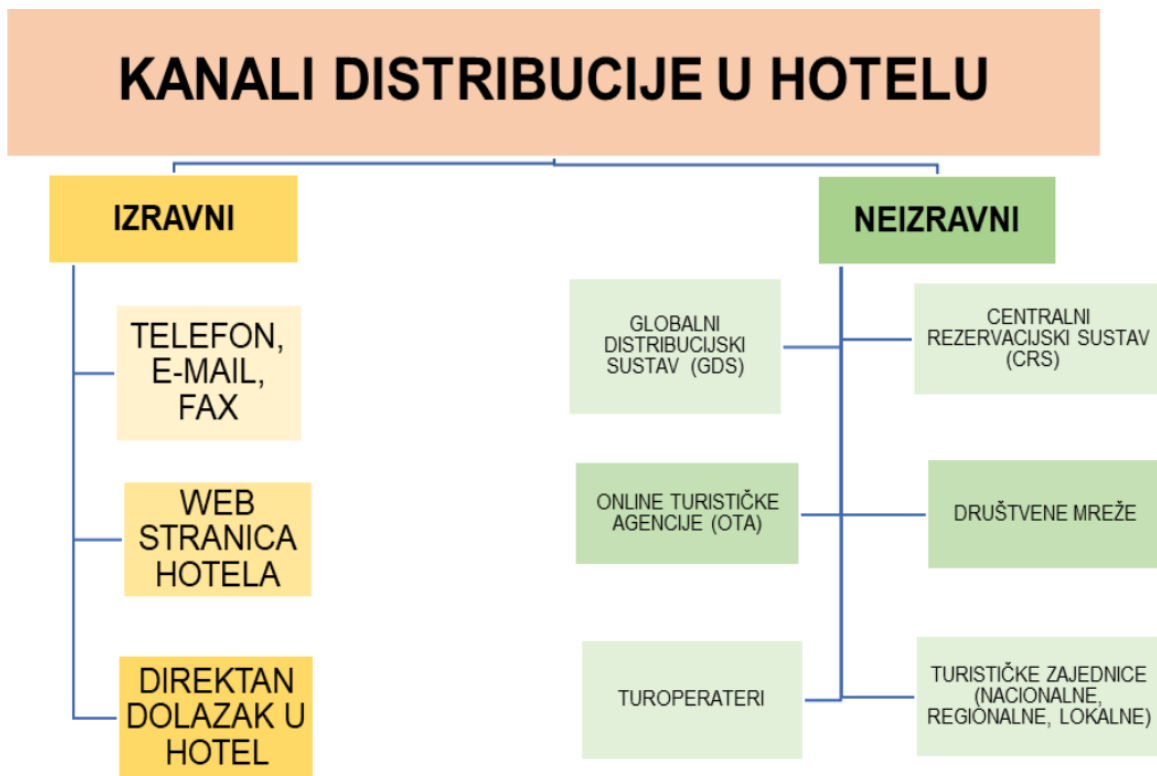 KANALI DISTRIBUCIJE U HOTELU
IZRAVNI
TELEFON,
E-MAIL,
FAX
WEB
STRANICA
HOTELA
DIREKTAN
DOLAZAK U
HOTEL
NEIZRAVNI
GLOBALNI
DISTRIBUCIJSKI
SUSTAV (GDS)
CENTRALNI
REZERVACIJSKI SUSTAV
(CRS)
ONLINE TURISTIČKE
AGENCIJE (OTA)
DRUŠTVENE MREŽE
TUROPERATERI
TURISTIČKE ZAJEDNICE
(NACIONALNE,
REGIONALNE, LOKALNE)